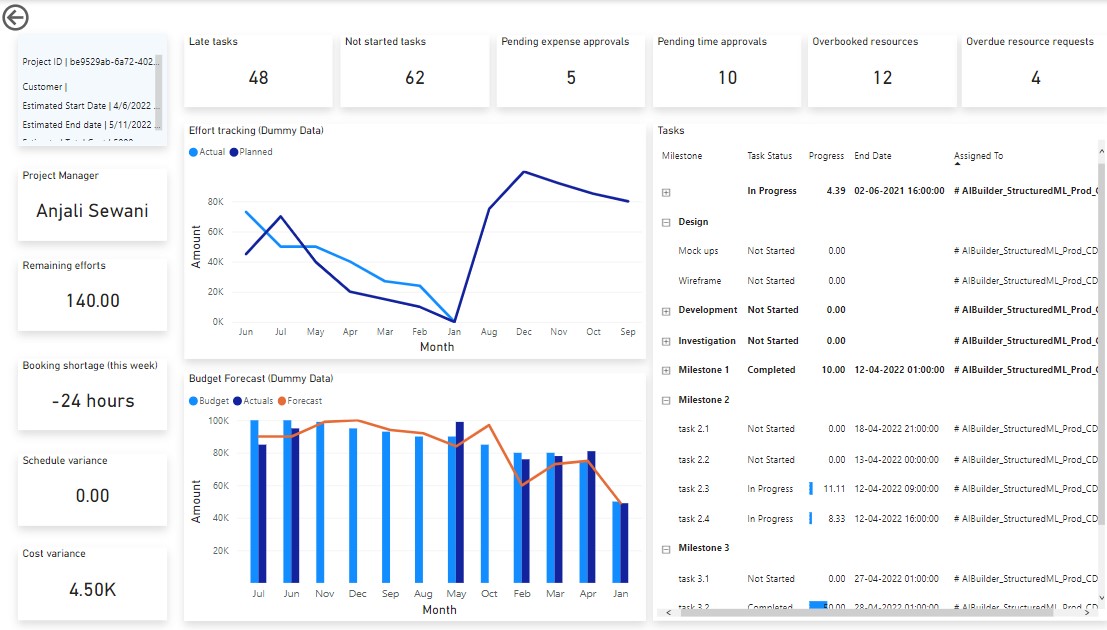 Late tasks
48
Not started tasks
62
Pending expense approvals
5
Pending time approvals
10
Overbooked resources
12
Overdue resource requests
4
Project ID | be9529ab-6a72-402...
Customer |
Estimated Start Date | 4/6/2022 ...
Estimated End date | 5/11/2022 ...
Project Manager
Anjali Sewani
Remaining efforts
140.00
Booking shortage (this week)
-24 hours
Schedule variance
0.00
Cost variance
4.50K
Effort tracking (Dummy Data)
Actual Planned
Amount
80K
60K
40K
20K
0K
Jun Jul May Apr Mar Feb Jan Aug Dec Nov Oct Sep
Month
Budget Forecast (Dummy Data)
Budget Actuals Forecast
Amount
100K
80K
60K
40K
20K
Jul Jun Nov Dec Sep Aug May Oct Feb Mar Apr Jan
Month
Tasks
Milestone Task Status Progress End Date Assigned To
In Progress 4.39 02-06-2021 16:00:00 # AIBuilder_StructuredML_Prod_C
Design
Mock ups Not Started 0.00 # AIBuilder_StructuredML_Prod_CD
Wireframe Not Started 0.00 # AIBuilder_StructuredML_Prod_CD
Development Not Started 0.00 # AIBuilder_StructuredML_Prod_C
Investigation Not Started 0.00 # AIBuilder_StructuredML_Prod_C
Milestone 1 Completed 10.00 12-04-2022 01:00:00 # AIBuilder_StructuredML_Prod_C
Milestone 2
task 2.1 Not Started 0.00 18-04-2022 21:00:00 # AIBuilder_StructuredML_Prod_CD
task 2.2 Not Started 0.00 13-04-2022 00:00:00 # AIBuilder_StructuredML_Prod_CD
task 2.3 In Progress 11.11 12-04-2022 09:00:00 # AIBuilder_StructuredML_Prod_CD
task 2.4 In Progress 8.33 12-04-2022 16:00:00 # AIBuilder_StructuredML_Prod_CD
Milestone 3
task 3.1 Not Started 0.00 27-04-2022 01:00:00 # AIBuilder_StructuredML_Prod_CD
task 3.2 Completed 50.00 28-04-2022 01:00:00 # AIBuilder_StructuredML_Prod_CD